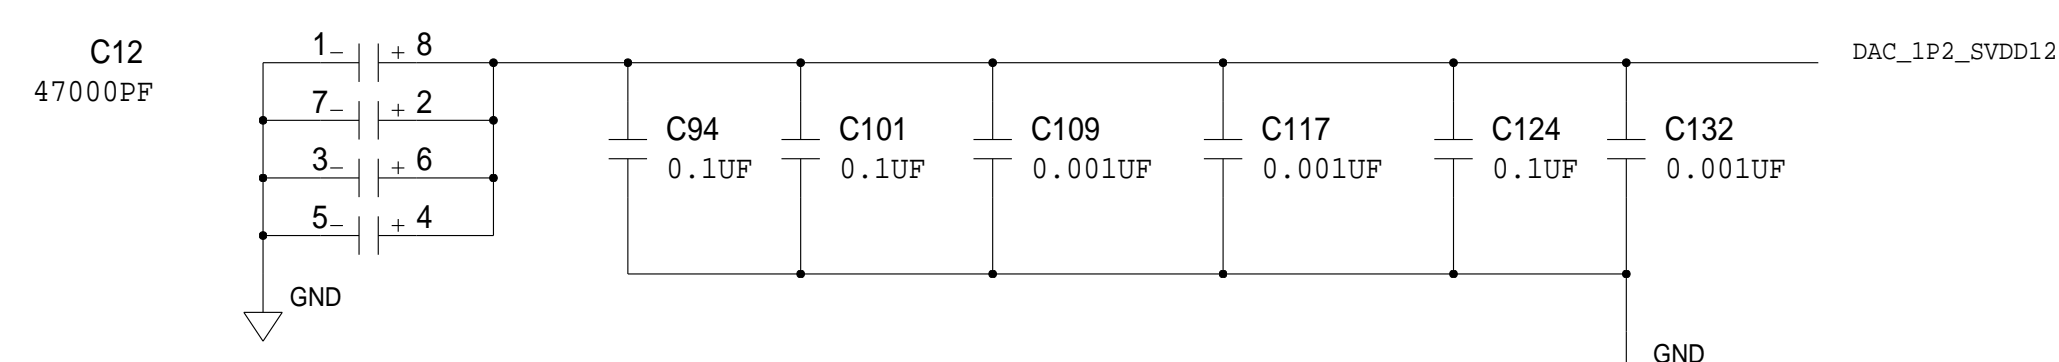 C12
47000PF
1 - + 8
7 - + 2
3 - + 6
5 - + 4
GND
C94
0.1UF
C101
0.1UF
C109
0.001UF
C117
0.001UF
C124
0.1UF
C132
0.001UF
DAC_1P2_SVDD12
GND